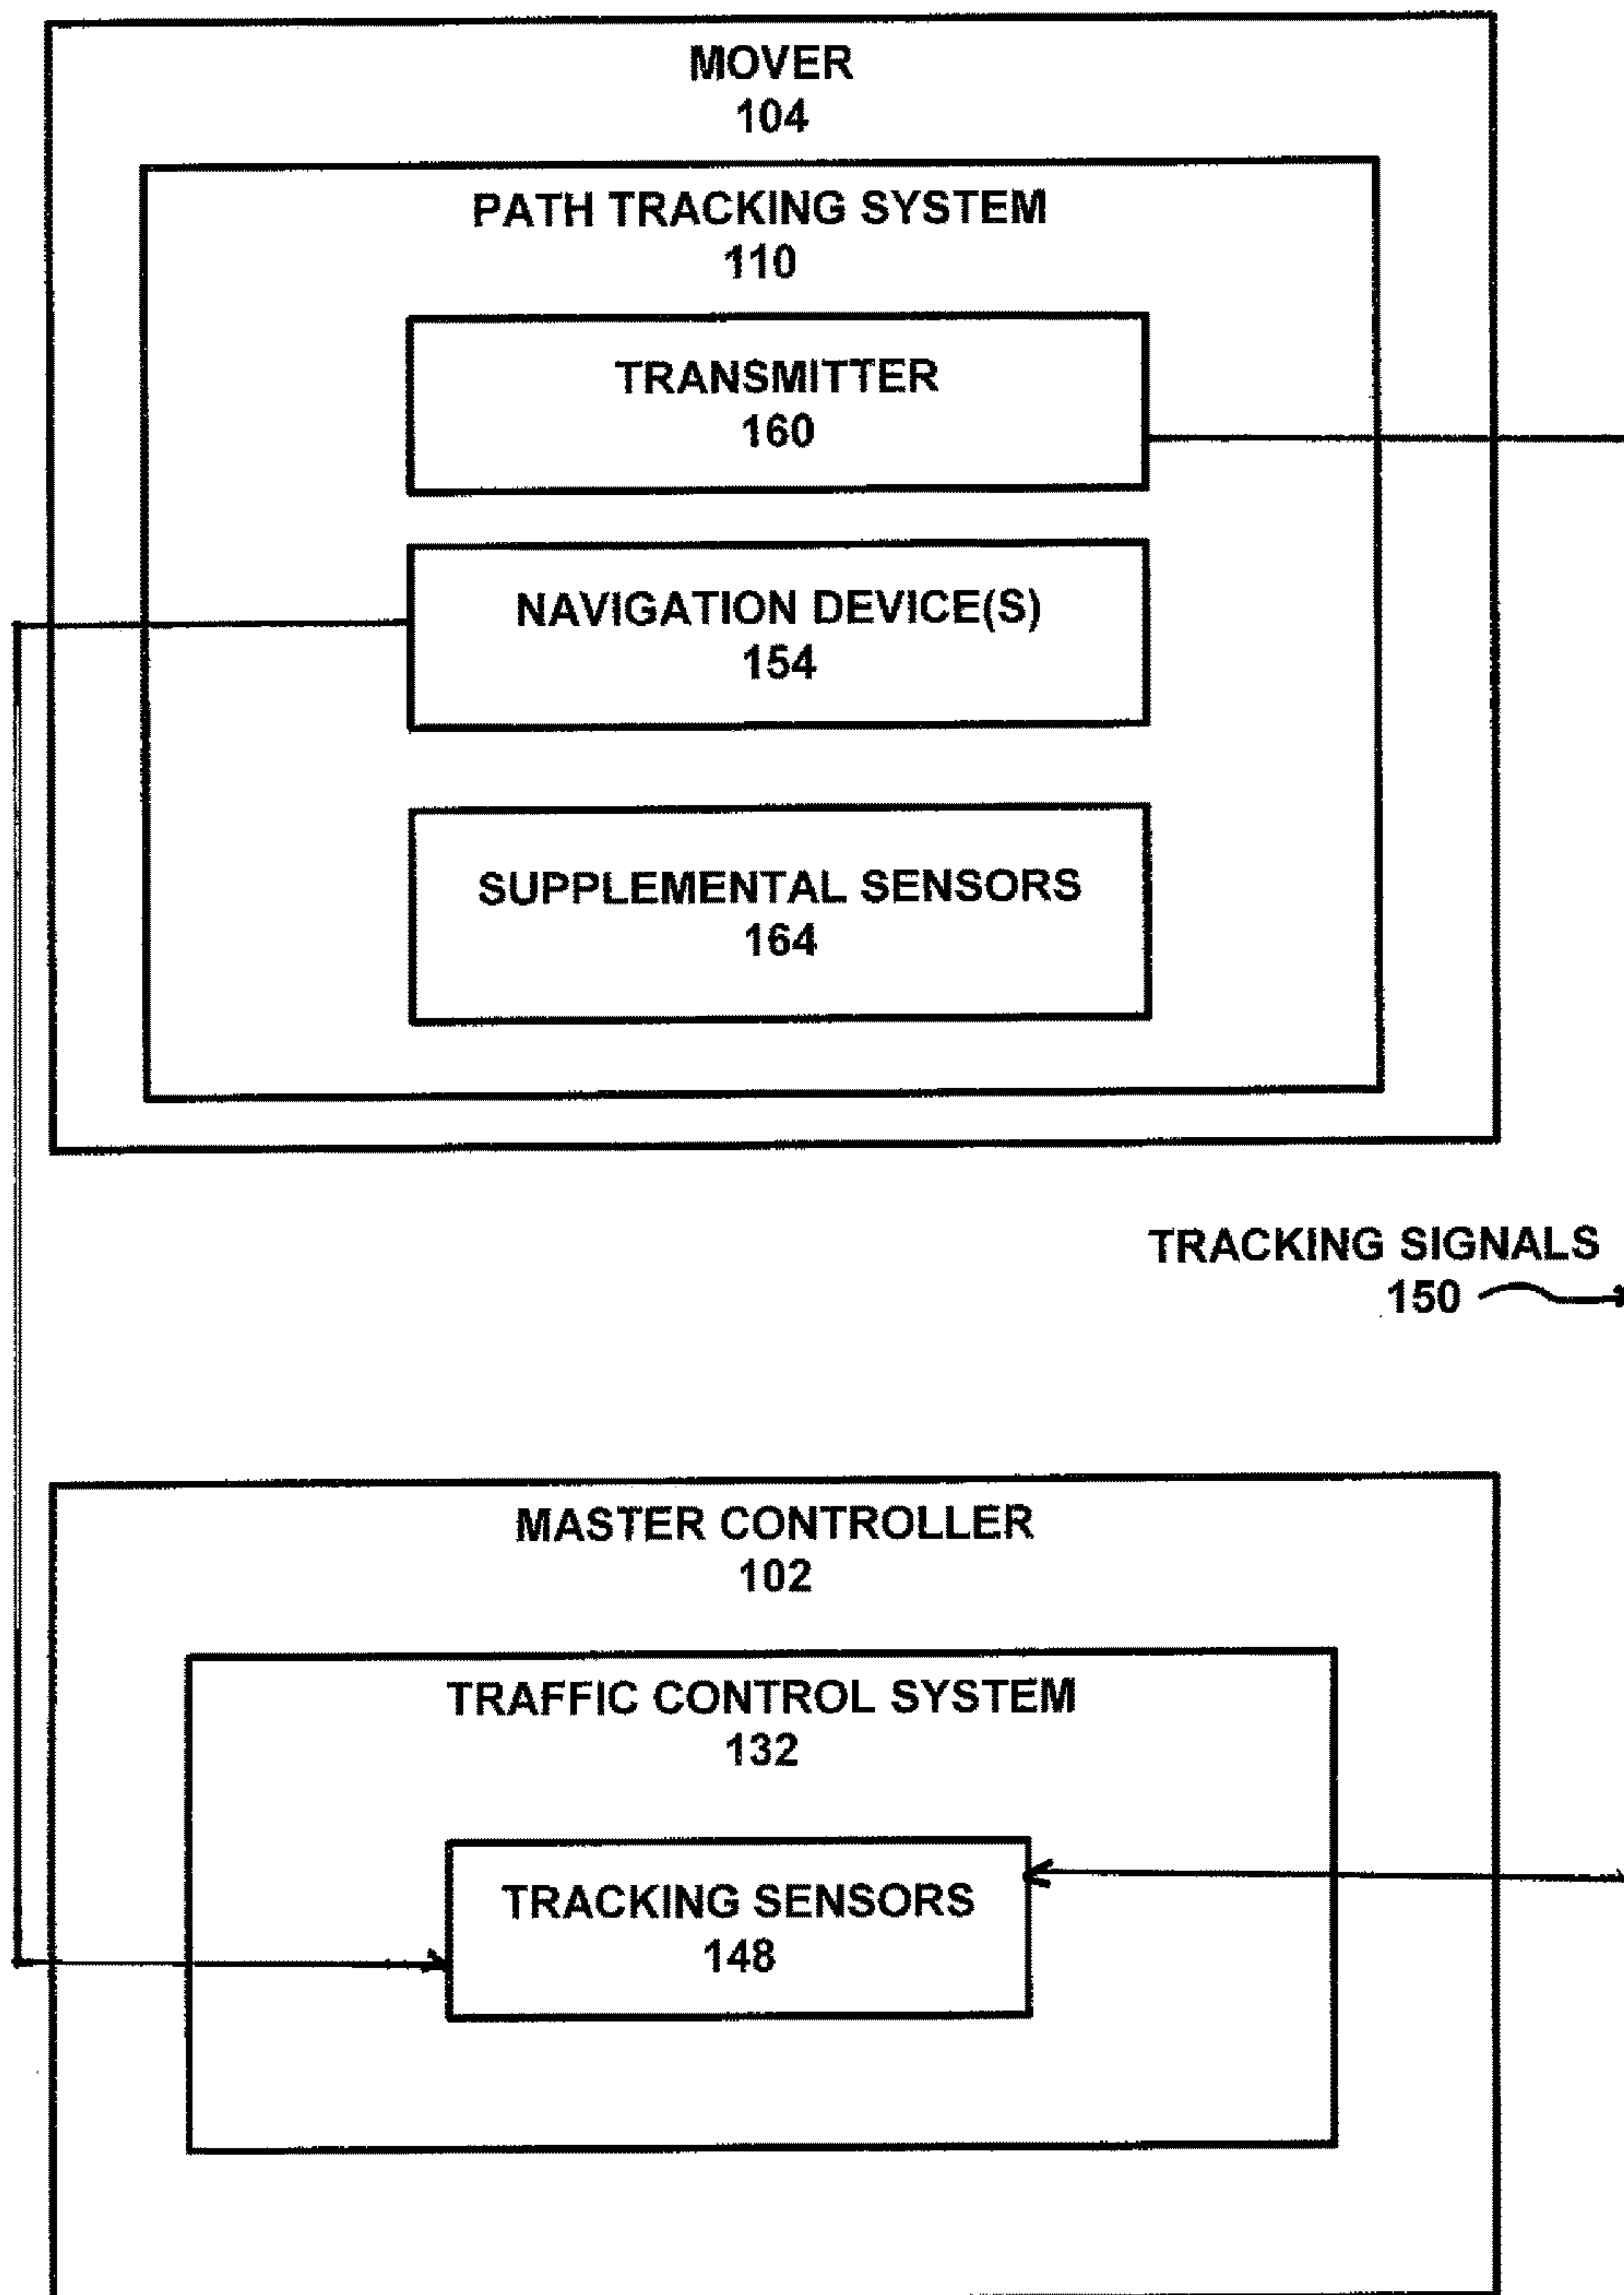 MOVER
104
PATH TRACKING SYSTEM
110
TRANSMITTER
160
NAVIGATION DEVICE(S)
154
SUPPLEMENTAL SENSORS
164
TRACKING SIGNALS
150
MASTER CONTROLLER
102
TRAFFIC CONTROL SYSTEM
132
TRACKING SENSORS
148